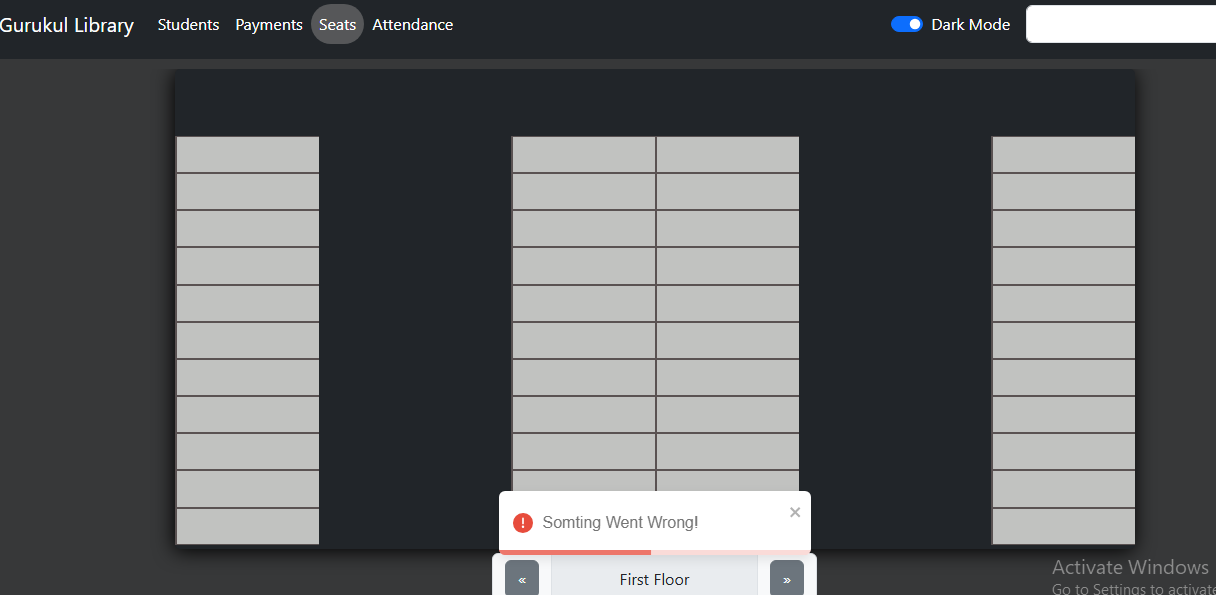 Gurukul Library Students Payments Seats Attendance Dark Mode
Somting Went Wrong!
« First Floor »
Activate Windows
Go to Settings to activate